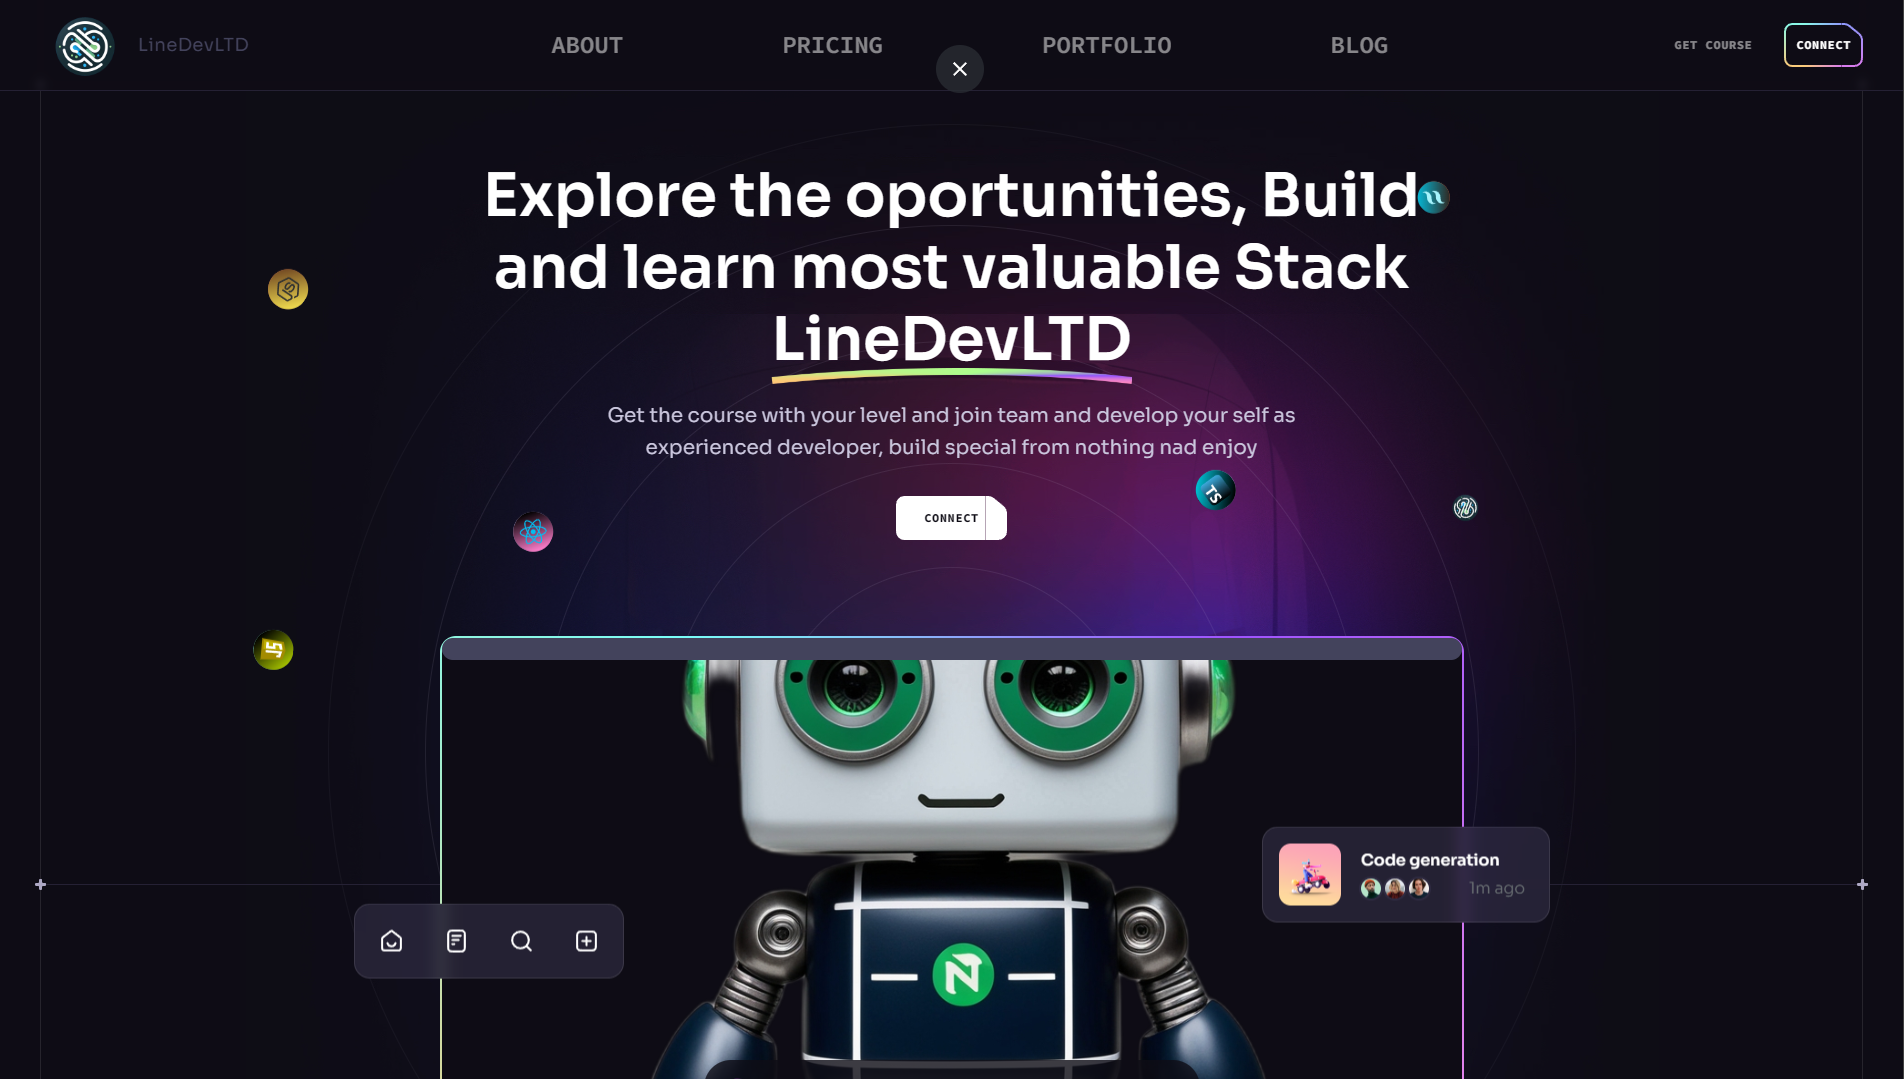 LineDevLTD
ABOUT
PRICING
PORTFOLIO
BLOG
GET COURSE
CONNECT
Explore the oportunities, Build
and learn most valuable Stack
LineDevLTD
Get the course with your level and join team and develop your self as
experienced developer, build special from nothing nad enjoy
CONNECT
TS
Code generation
1m ago
N